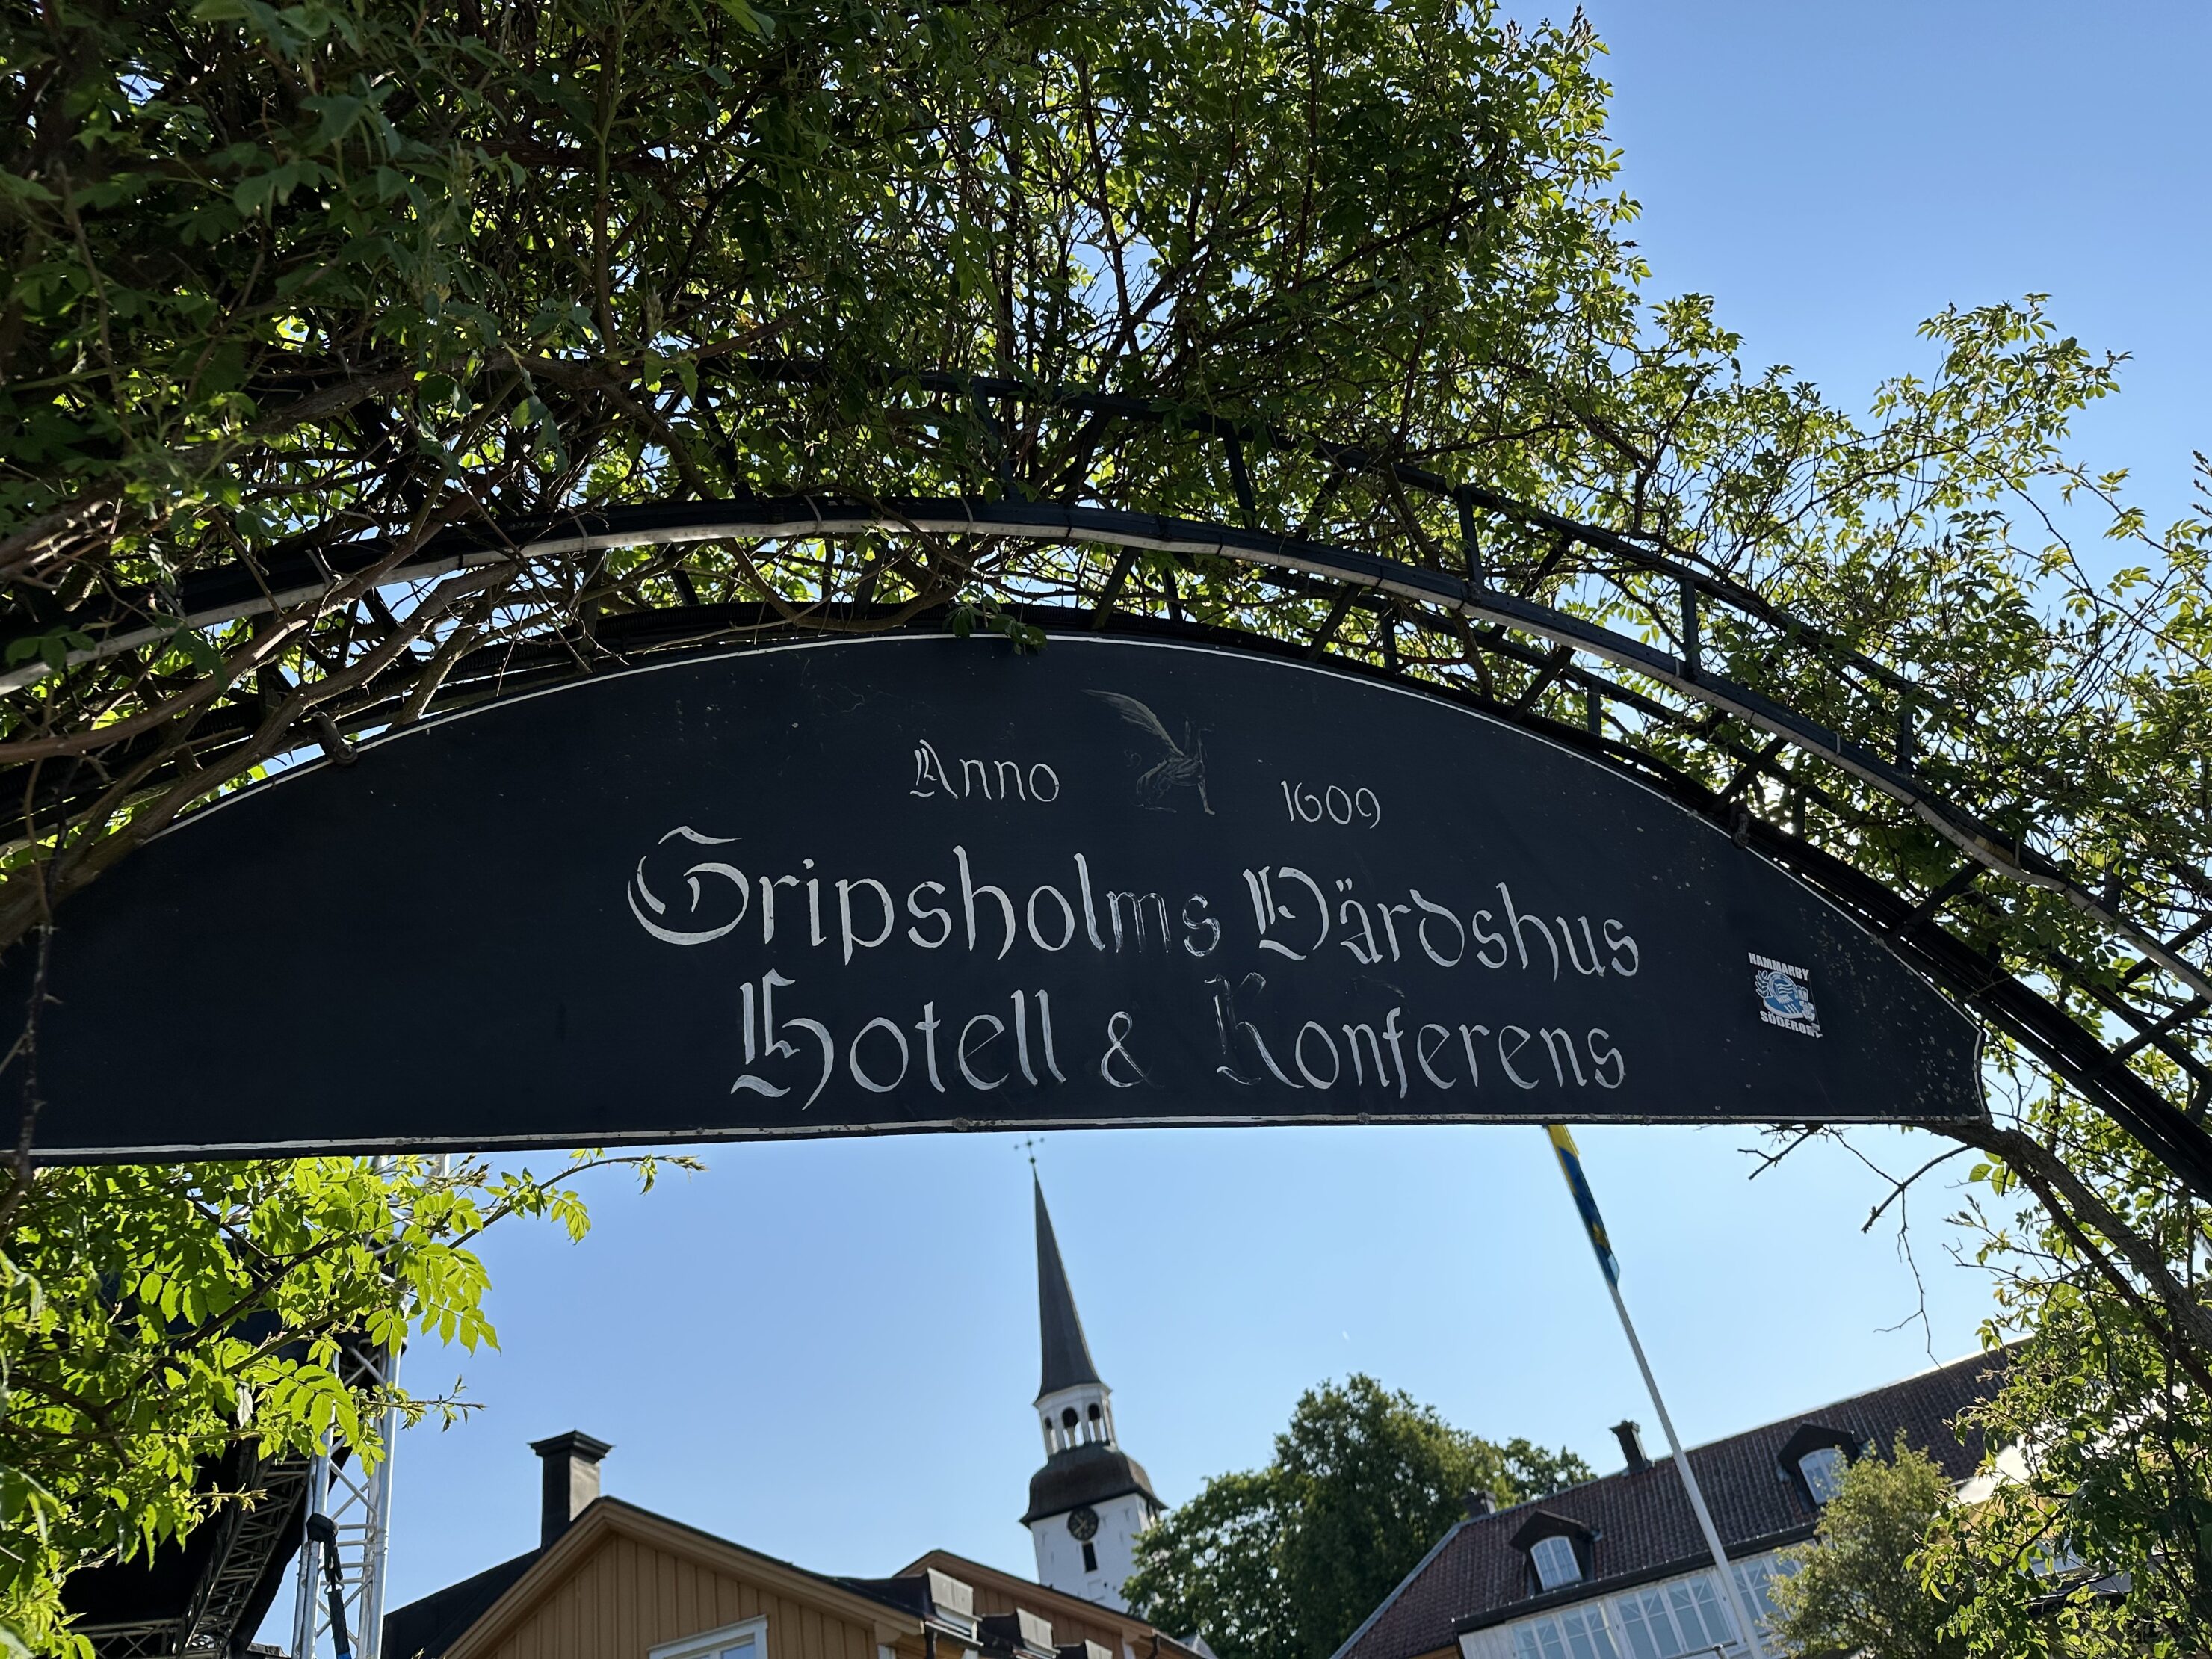 Anno 1609
Gripsholms Värdshus
Hotell & Konferens
HAMMARBY
SÖDERORT